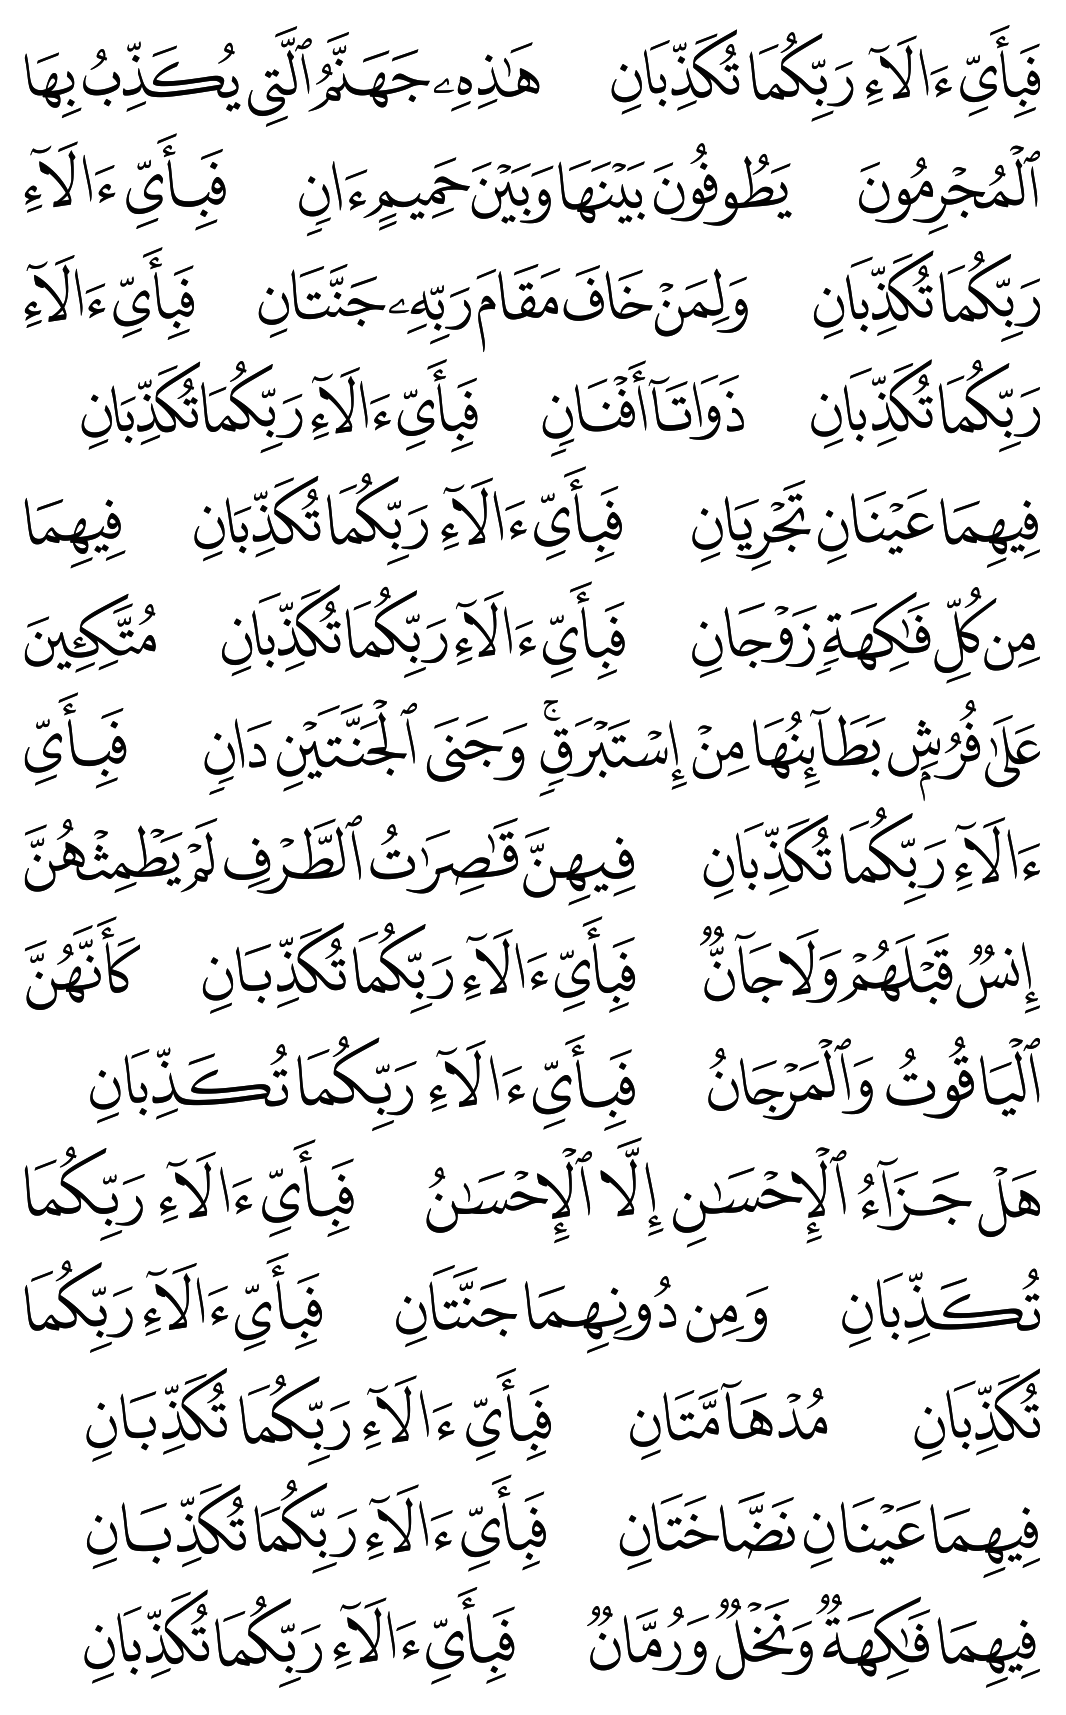 فَبِأَيِّ ءَالَآءِ رَبِّكُمَا تُكَذِّبَانِ هَٰذِهِۦ جَهَنَّمُ ٱلَّتِي يُكَذِّبُ بِهَا
ٱلۡمُجۡرِمُونَ يَطُوفُونَ بَيۡنَهَا وَبَيۡنَ حَمِيمٍ ءَانٖ فَبِأَيِّ ءَالَآءِ
رَبِّكُمَا تُكَذِّبَانِ وَلِمَنۡ خَافَ مَقَامَ رَبِّهِۦ جَنَّتَانِ فَبِأَيِّ ءَالَآءِ
رَبِّكُمَا تُكَذِّبَانِ ذَوَاتَآ أَفۡنَانٖ فَبِأَيِّ ءَالَآءِ رَبِّكُمَا تُكَذِّبَانِ
فِيهِمَا عَيۡنَانِ تَجۡرِيَانِ فَبِأَيِّ ءَالَآءِ رَبِّكُمَا تُكَذِّبَانِ فِيهِمَا
مِن كُلِّ فَٰكِهَةٖ زَوۡجَانِ فَبِأَيِّ ءَالَآءِ رَبِّكُمَا تُكَذِّبَانِ مُتَّكِـِٔينَ
عَلَىٰ فُرُشِۭ بَطَآئِنُهَا مِنۡ إِسۡتَبۡرَقٖۚ وَجَنَى ٱلۡجَنَّتَيۡنِ دَانٖ فَبِأَيِّ
ءَالَآءِ رَبِّكُمَا تُكَذِّبَانِ فِيهِنَّ قَٰصِرَٰتُ ٱلطَّرۡفِ لَمۡ يَطۡمِثۡهُنَّ
إِنسٞ قَبۡلَهُمۡ وَلَا جَآنّٞ فَبِأَيِّ ءَالَآءِ رَبِّكُمَا تُكَذِّبَانِ كَأَنَّهُنَّ
ٱلۡيَاقُوتُ وَٱلۡمَرۡجَانُ فَبِأَيِّ ءَالَآءِ رَبِّكُمَا تُكَذِّبَانِ
هَلۡ جَزَآءُ ٱلۡإِحۡسَٰنِ إِلَّا ٱلۡإِحۡسَٰنُ فَبِأَيِّ ءَالَآءِ رَبِّكُمَا
تُكَذِّبَانِ وَمِن دُونِهِمَا جَنَّتَانِ فَبِأَيِّ ءَالَآءِ رَبِّكُمَا
تُكَذِّبَانِ مُدۡهَآمَّتَانِ فَبِأَيِّ ءَالَآءِ رَبِّكُمَا تُكَذِّبَانِ
فِيهِمَا عَيۡنَانِ نَضَّاخَتَانِ فَبِأَيِّ ءَالَآءِ رَبِّكُمَا تُكَذِّبَانِ
فِيهِمَا فَٰكِهَةٞ وَنَخۡلٞ وَرُمَّانٞ فَبِأَيِّ ءَالَآءِ رَبِّكُمَا تُكَذِّبَانِ